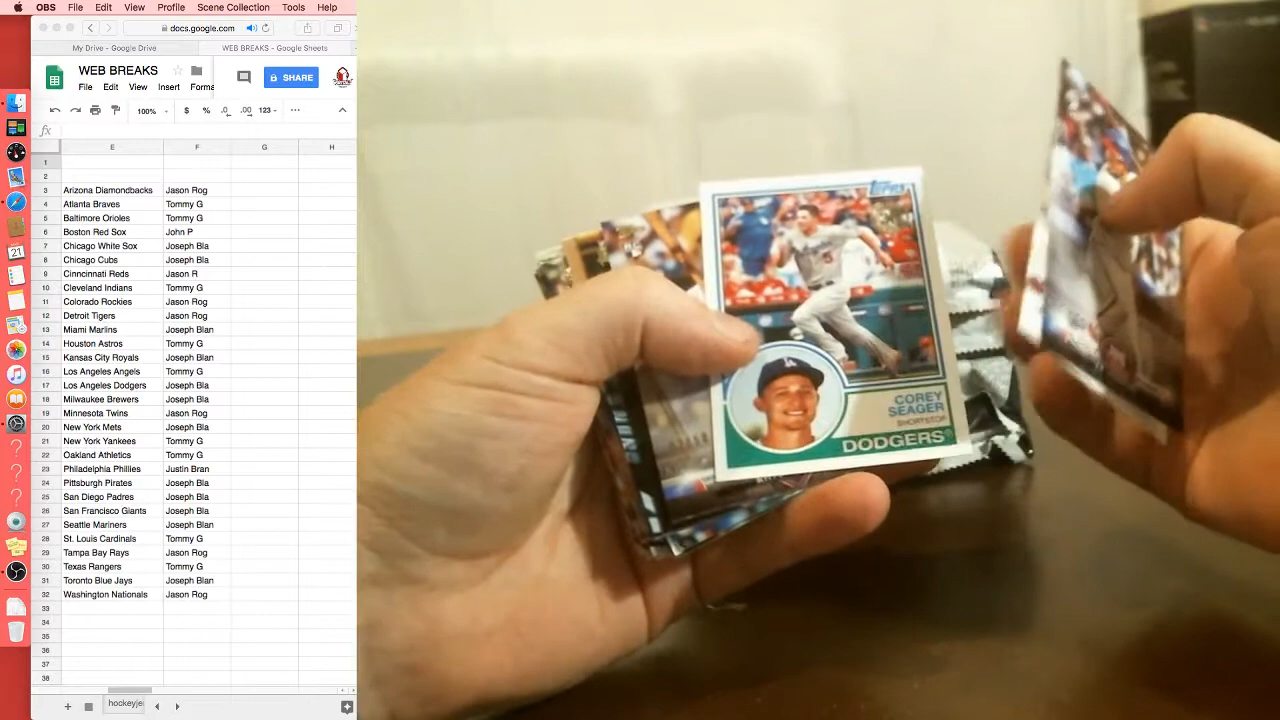 OBS File Edit View Profile Scene Collection Tools Help
docs.google.com
My Drive - Google Drive WEB BREAKS - Google Sheets
WEB BREAKS
SHARE
File Edit View Insert Forma
100% $ % .0 .00 123
fx
E F G H
1
2
3 Arizona Diamondbacks Jason Rog
4 Atlanta Braves Tommy G
5 Baltimore Orioles Tommy G
6 Boston Red Sox John P
7 Chicago White Sox Joseph Bla
8 Chicago Cubs Joseph Bla
9 Cinncincati Reds Jason R
10 Cleveland Indians Tommy G
11 Colorado Rockies Jason Rog
12 Detroit Tigers Jason Rog
13 Miami Marlins Joseph Blan
14 Houston Astros Tommy G
15 Kansas City Royals Joseph Blan
16 Los Angeles Angels Tommy G
17 Los Angeles Dodgers Joseph Bla
18 Milwaukee Brewers Joseph Bla
19 Minnesota Twins Jason Rog
20 New York Mets Joseph Bla
21 New York Yankees Tommy G
22 Oakland Athletics Tommy G
23 Philadelphia Phillies Justin Bran
24 Pittsburgh Pirates Joseph Bla
25 San Diego Padres Joseph Bla
26 San Francisco Giants Joseph Bla
27 Seattle Mariners Joseph Blan
28 St. Louis Cardinals Tommy G
29 Tampa Bay Rays Jason Rog
30 Texas Rangers Tommy G
31 Toronto Blue Jays Joseph Blan
32 Washington Nationals Jason Rog
33
34
35
36
37
38
hockeyje
Topps
5
LA
COREY
SEAGER
SHORTSTOP
DODGERS